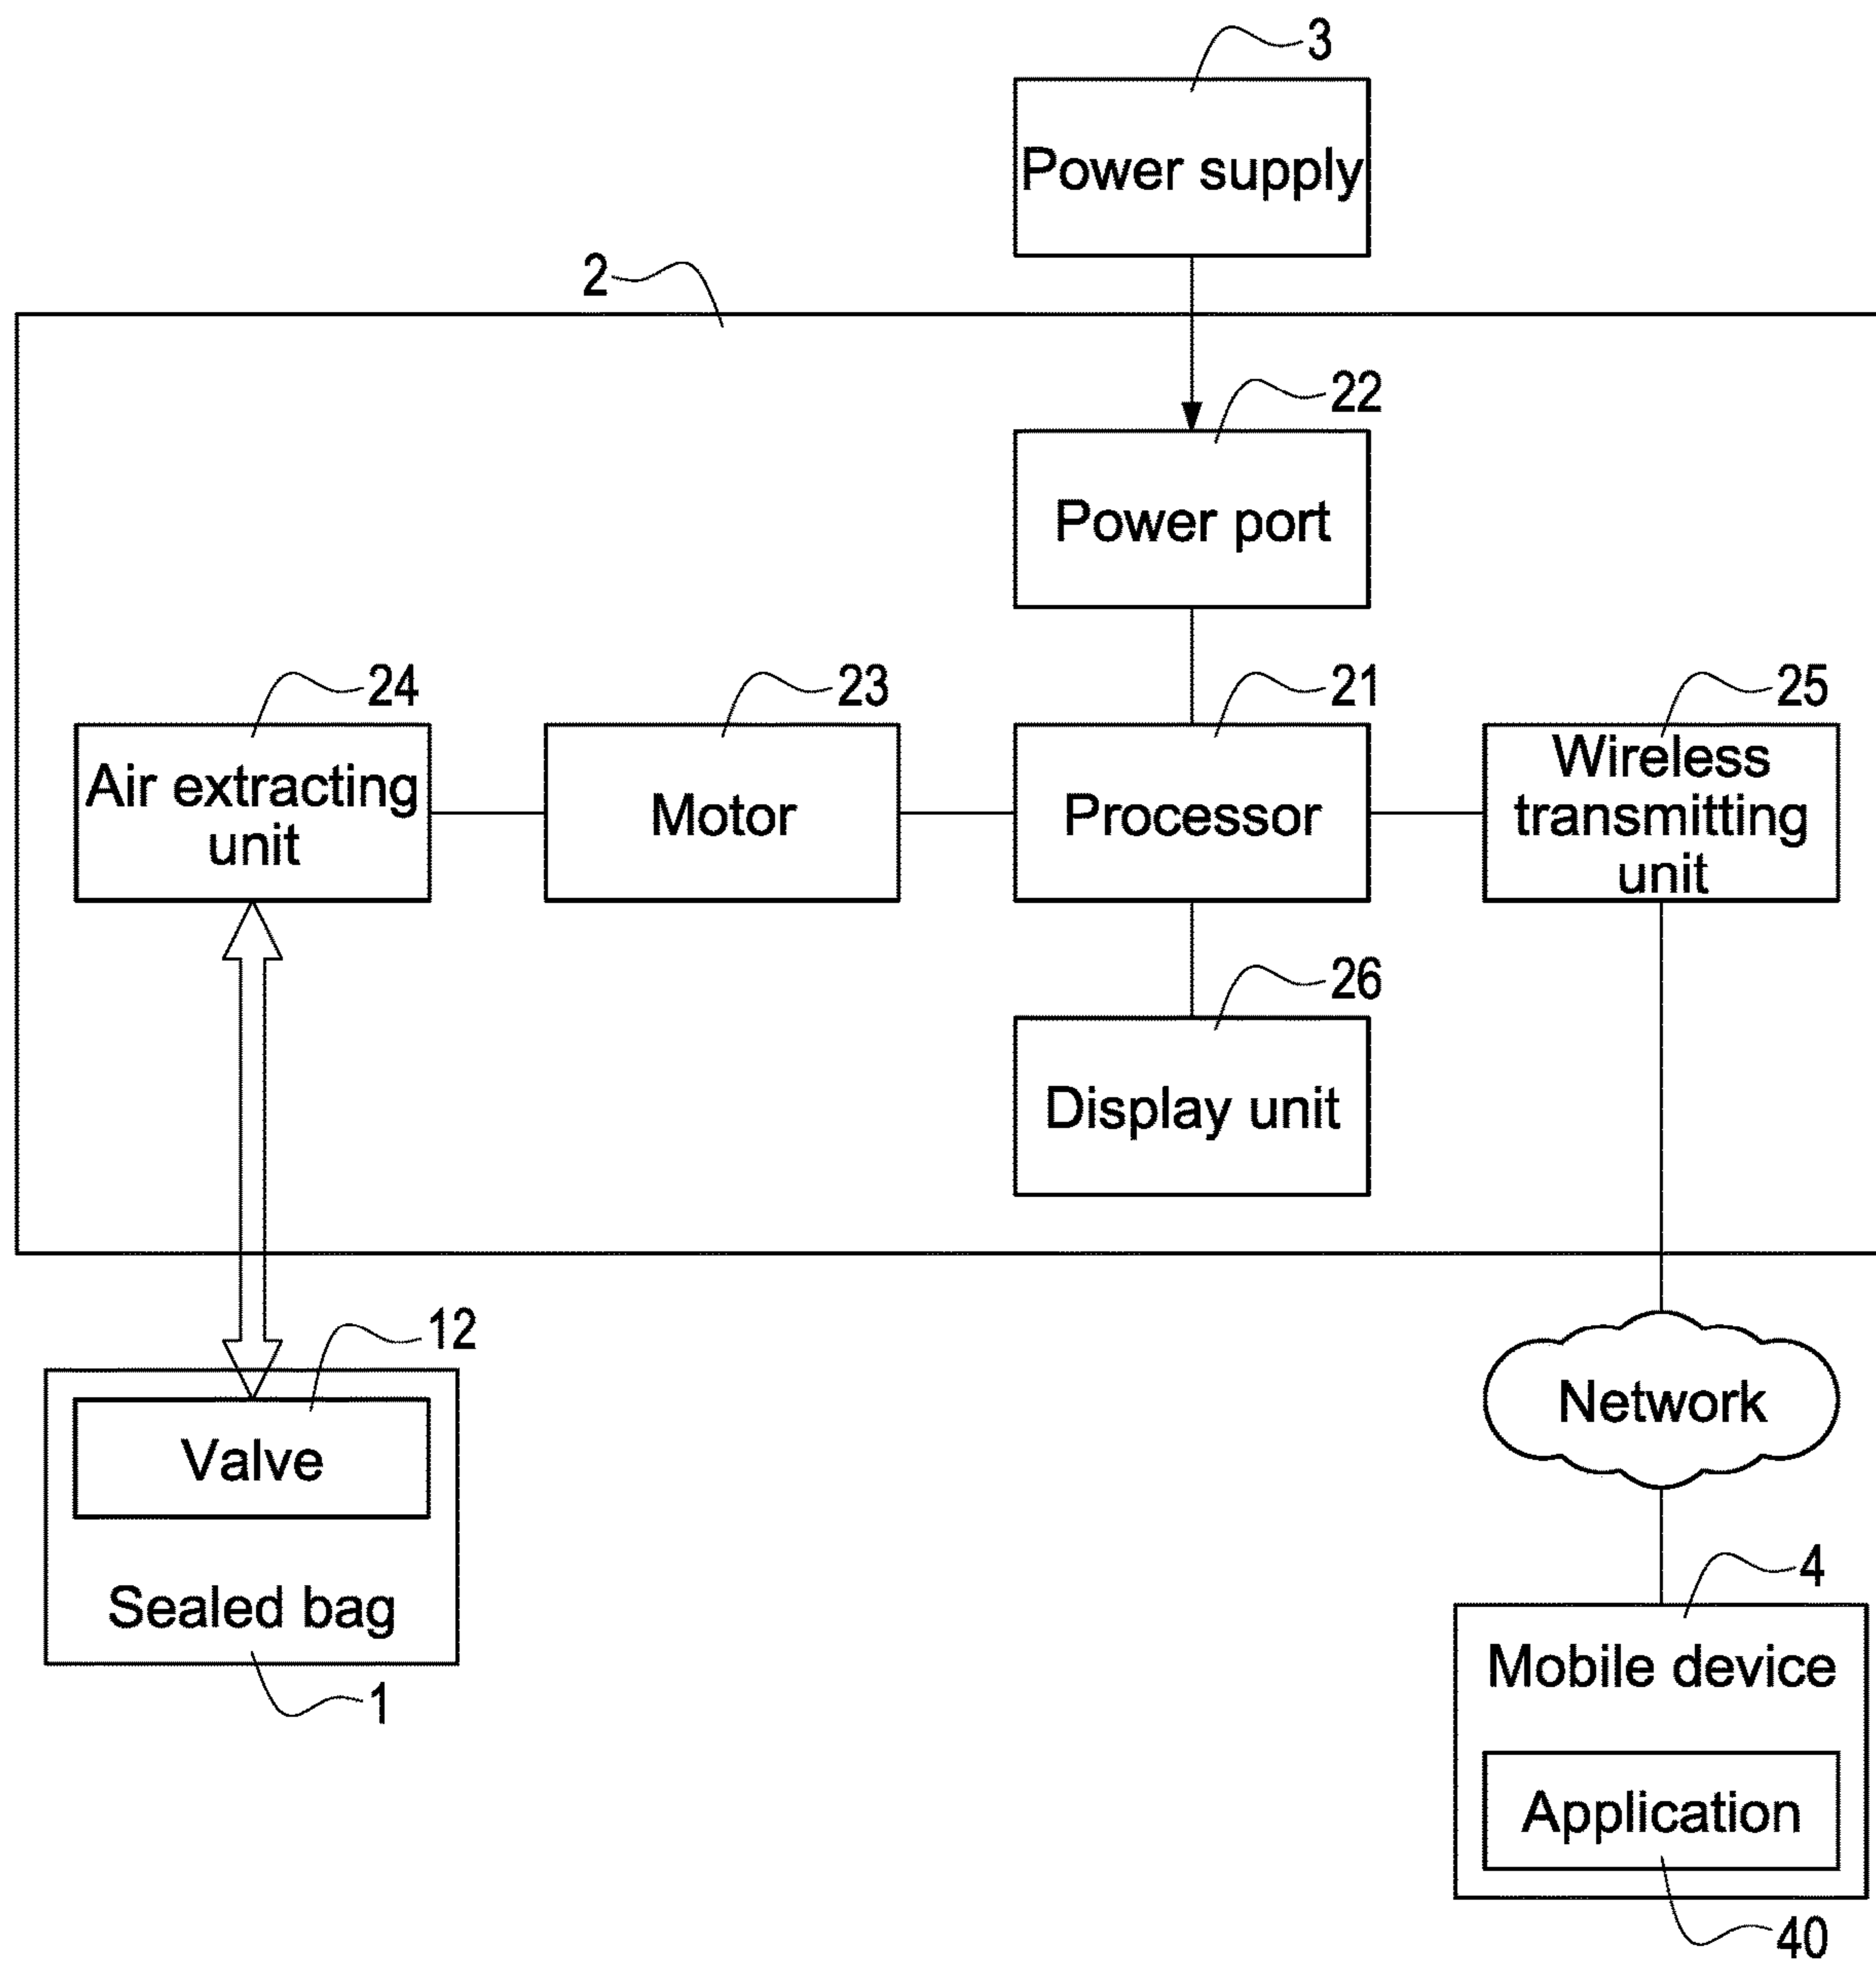 3
Power supply
2
22
Power port
24
23
21
25
Air extracting
unit
Motor
Processor
Wireless
transmitting
unit
26
Display unit
12
Valve
Sealed bag
1
Network
4
Mobile device
Application
40